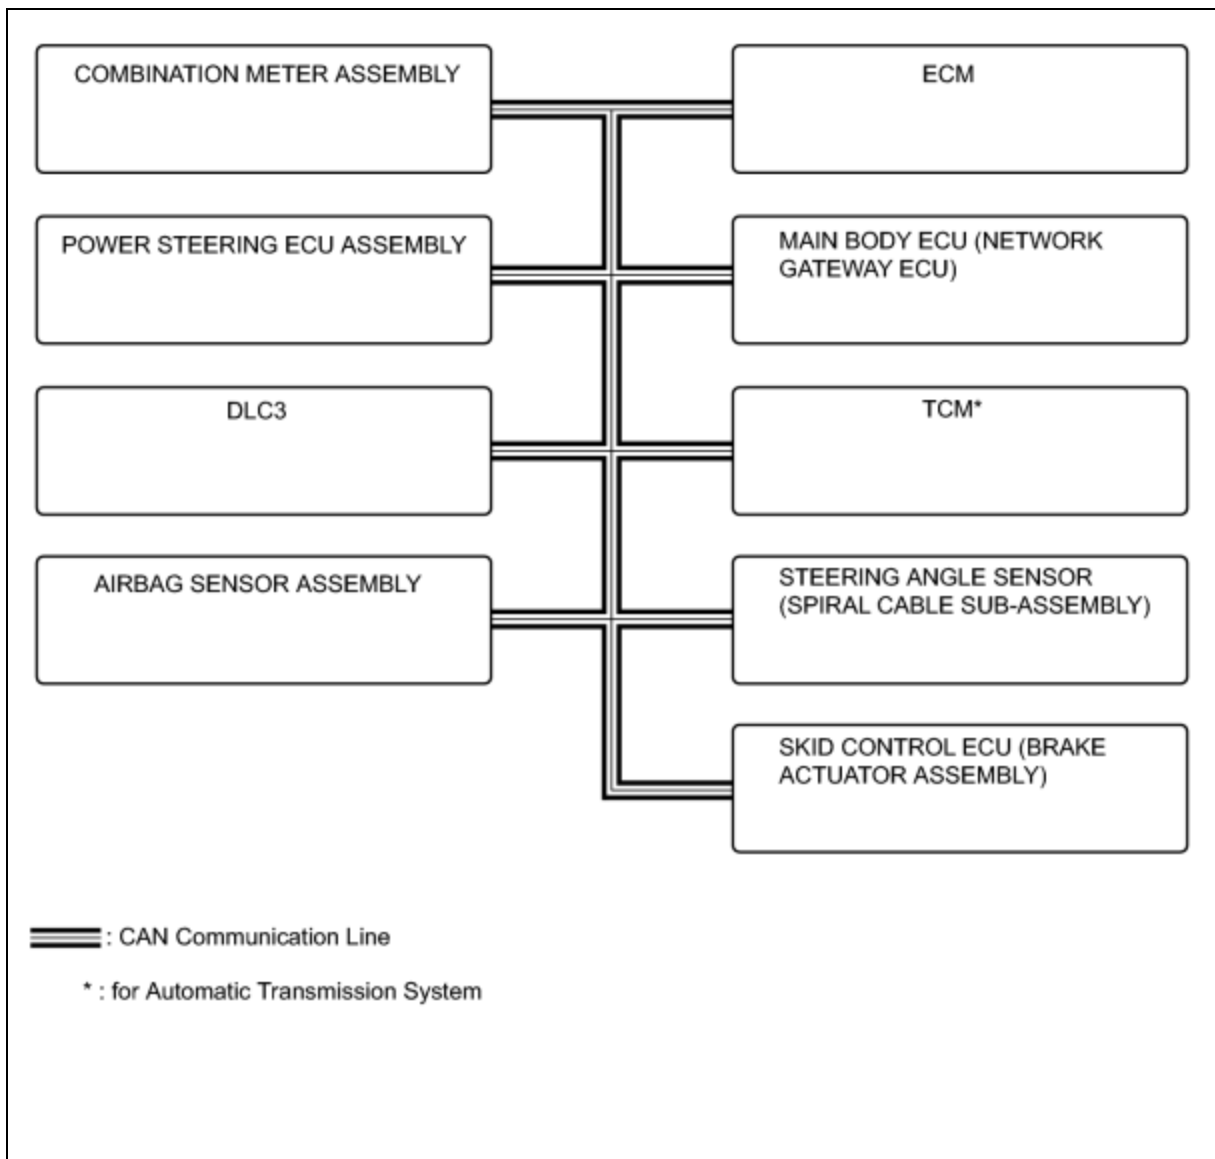 COMBINATION METER ASSEMBLY
ECM
POWER STEERING ECU ASSEMBLY
MAIN BODY ECU (NETWORK
GATEWAY ECU)
DLC3
TCM*
AIRBAG SENSOR ASSEMBLY
STEERING ANGLE SENSOR
(SPIRAL CABLE SUB-ASSEMBLY)
SKID CONTROL ECU (BRAKE
ACTUATOR ASSEMBLY)
: CAN Communication Line
* : for Automatic Transmission System